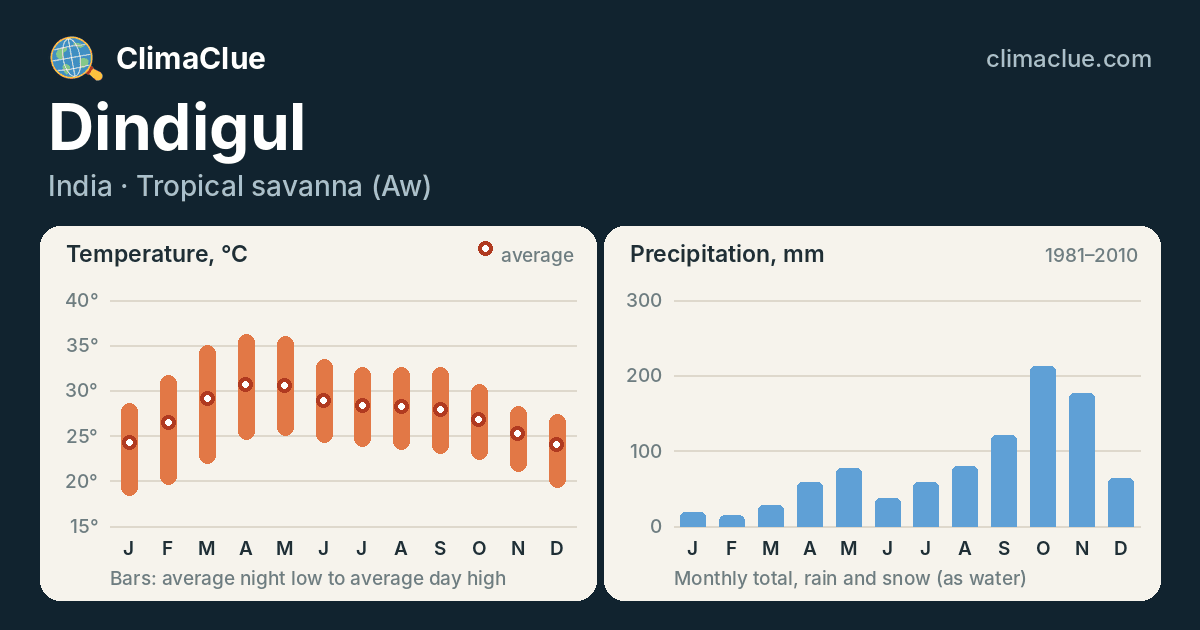 ClimaClue
climaclue.com
Dindigul
India · Tropical savanna (Aw)
Temperature, °C
average
40°
35°
30°
25°
20°
15°
J F M A M J J A S O N D
Bars: average night low to average day high
Precipitation, mm
1981–2010
300
200
100
0
J F M A M J J A S O N D
Monthly total, rain and snow (as water)